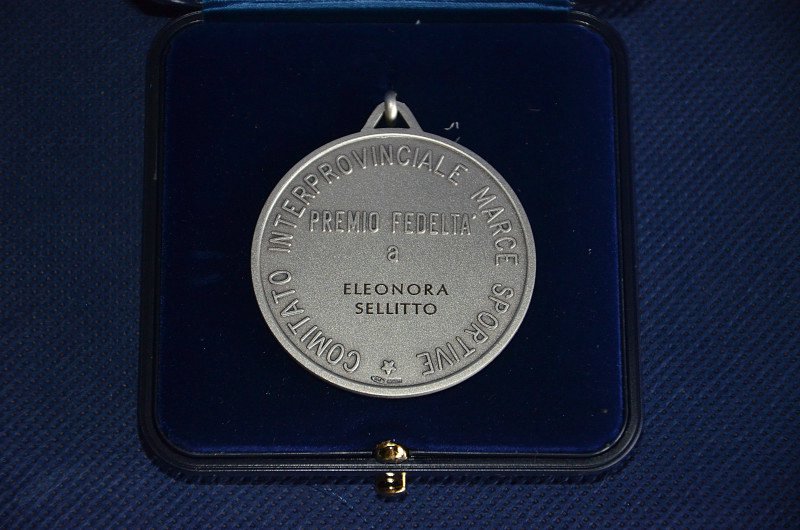 COMITATO INTERPROVINCIALE MARCE SPORTIVE
PREMIO FEDELTA'
a
ELEONORA
SELLITTO